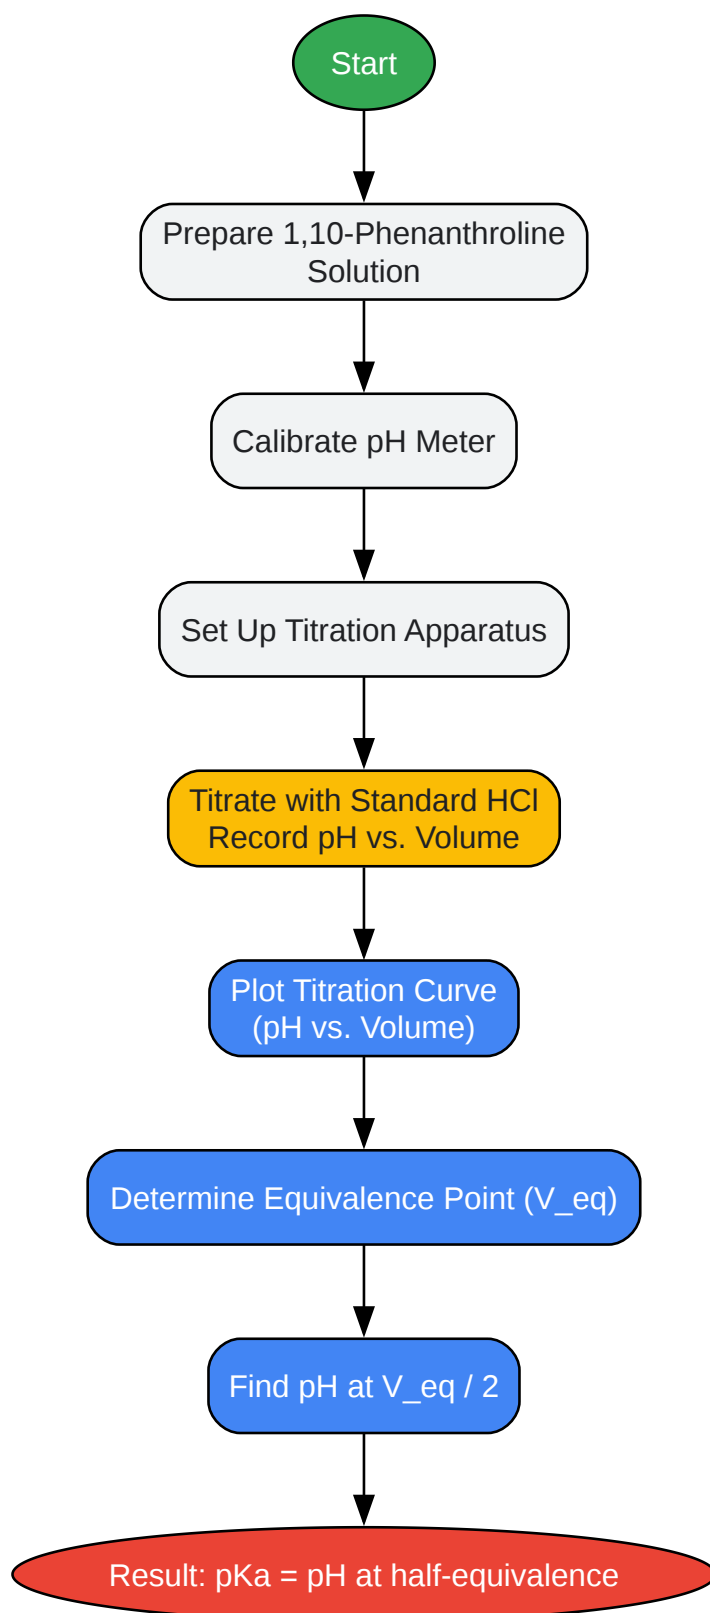 Start
Prepare 1,10-Phenanthroline
Solution
Calibrate pH Meter
Set Up Titration Apparatus
Titrate with Standard HCl
Record pH vs. Volume
Plot Titration Curve
(pH vs. Volume)
Determine Equivalence Point (V_eq)
Find pH at V_eq / 2
Result: pKa = pH at half-equivalence